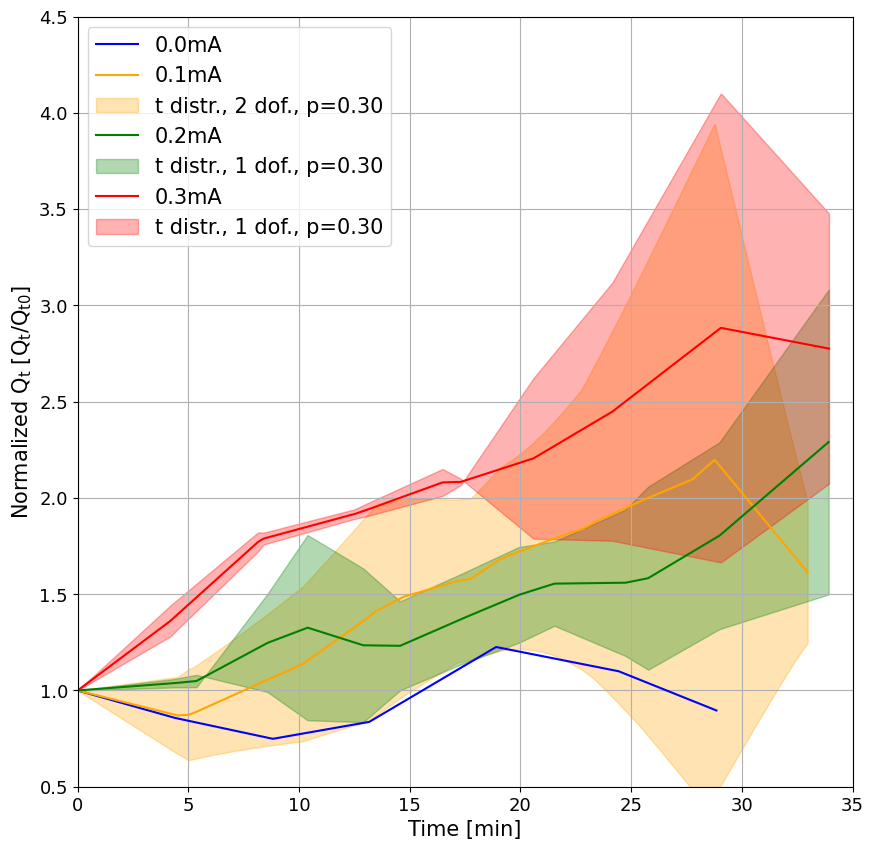 4.5
4.0
3.5
3.0
2.5
2.0
1.5
1.0
0.5
0.0mA
0.1mA
t distr., 2 dof., p=0.30
0.2mA
t distr., 1 dof., p=0.30
0.3mA
t distr., 1 dof., p=0.30
Normalized Qt [Qt/Qt0]
0 5 10 15 20 25 30 35
Time [min]